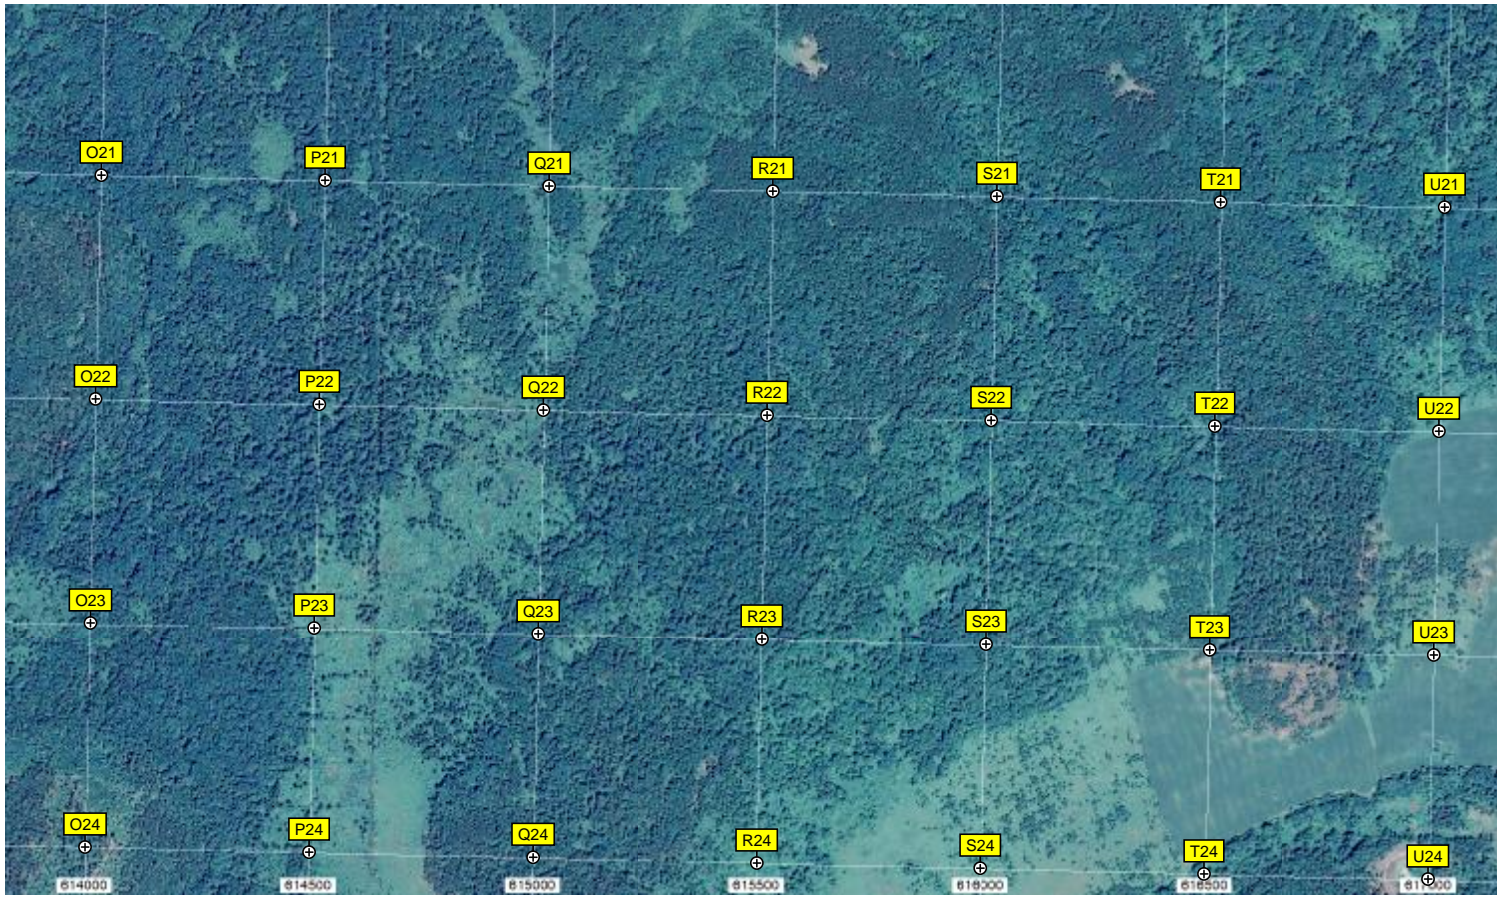 O21 P21 Q21 R21 S21 T21 U21
O22 P22 Q22 R22 S22 T22 U22
O23 P23 Q23 R23 S23 T23 U23
O24 P24 Q24 R24 S24 T24 U24
614000 614500 615000 615500 616000 616500